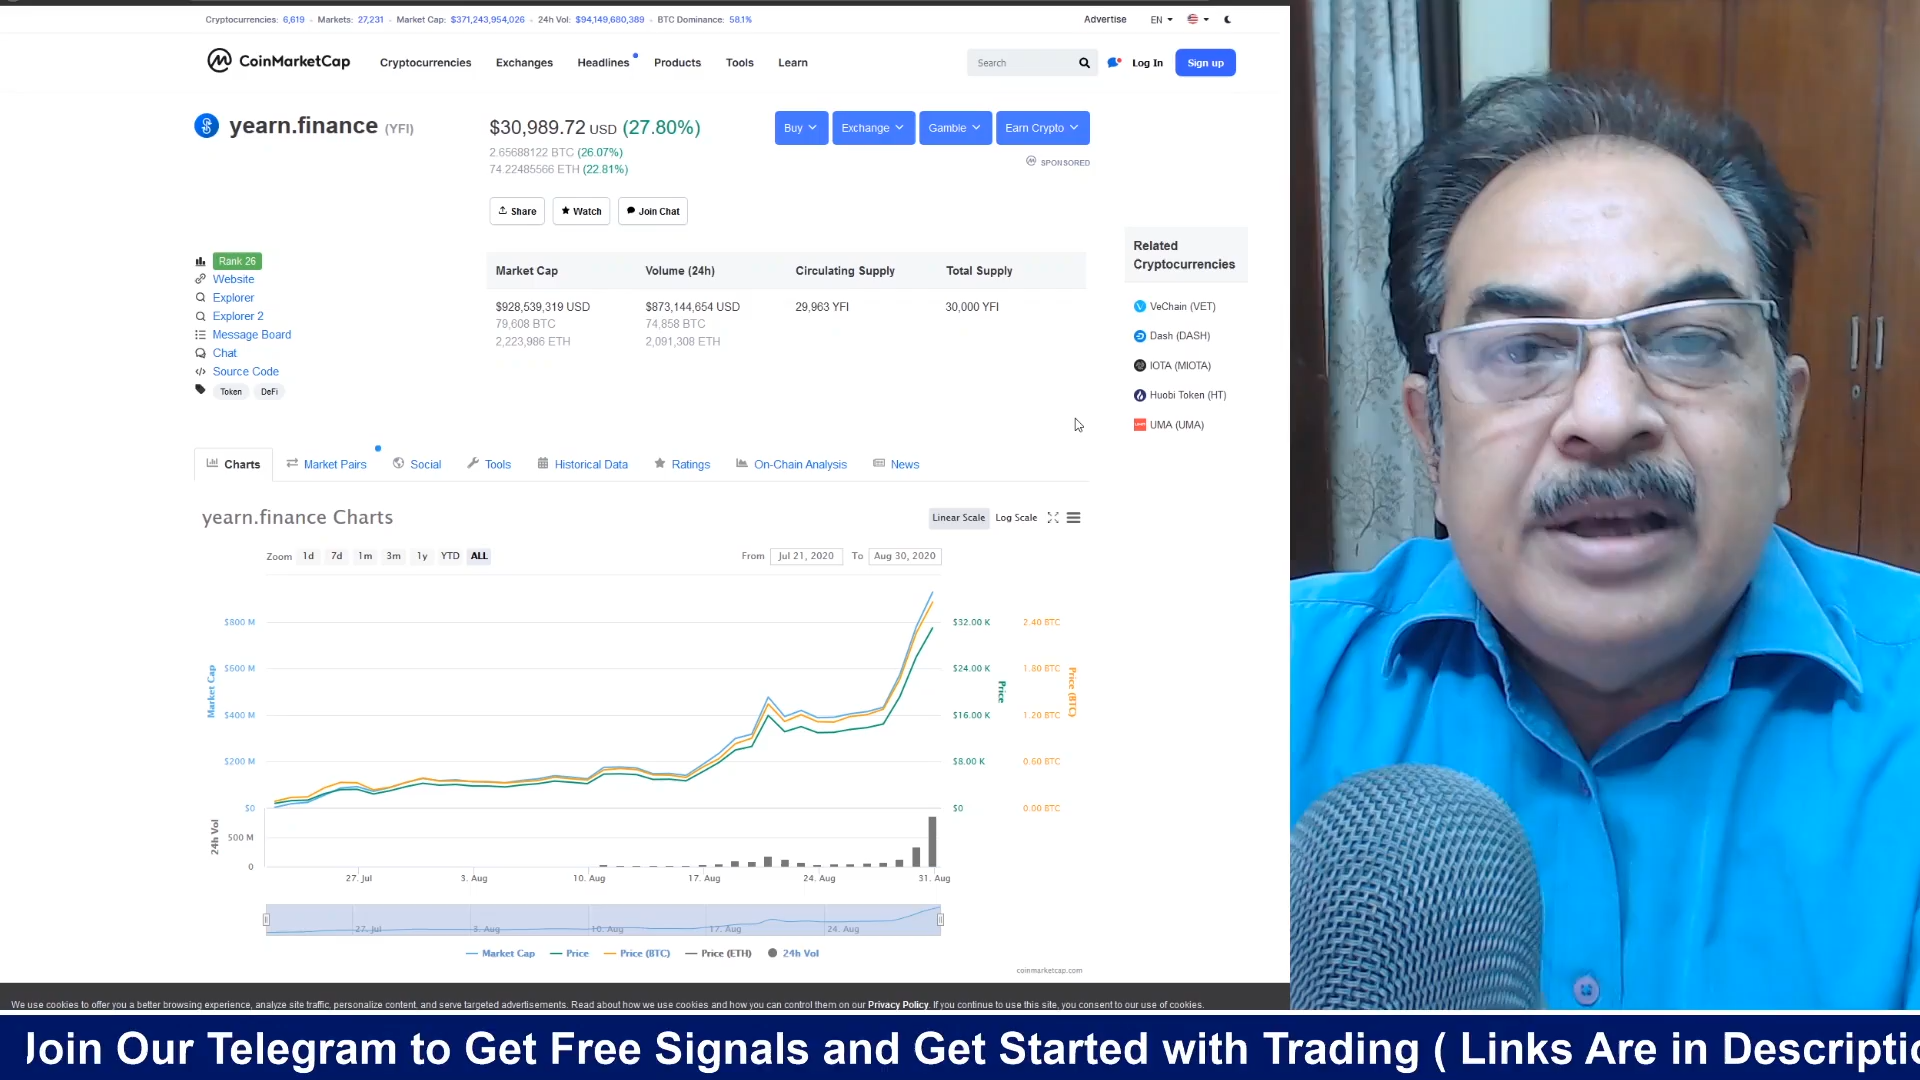 Cryptocurrencies: 6,619 • Markets: 27,231 • Market Cap: $371,243,954,026 • 24h Vol: $94,149,680,389 • BTC Dominance: 58.1%
Advertise EN
CoinMarketCap Cryptocurrencies Exchanges Headlines Products Tools Learn Search Log In Sign up
yearn.finance (YFI)
$30,989.72 USD (27.80%)
2.65688122 BTC (26.07%)
74.22485566 ETH (22.81%)
Buy Exchange Gamble Earn Crypto
SPONSORED
Share Watch Join Chat
Rank 26
Website
Explorer
Explorer 2
Message Board
Chat
Source Code
Token DeFi
Market Cap Volume (24h) Circulating Supply Total Supply
$928,539,319 USD $873,144,654 USD 29,963 YFI 30,000 YFI
79,608 BTC 74,858 BTC
2,223,986 ETH 2,091,308 ETH
Related
Cryptocurrencies
VeChain (VET)
Dash (DASH)
IOTA (MIOTA)
Huobi Token (HT)
UMA (UMA)
Charts Market Pairs Social Tools Historical Data Ratings On-Chain Analysis News
yearn.finance Charts
Linear Scale Log Scale
Zoom 1d 7d 1m 3m 1y YTD ALL
From Jul 21, 2020 To Aug 30, 2020
$800 M $32.00 K 2.40 BTC
$600 M $24.00 K 1.80 BTC
Market Cap Price Price (BTC)
$400 M $16.00 K 1.20 BTC
$200 M $8.00 K 0.60 BTC
$0 $0 0.00 BTC
24h Vol
500 M
0
27. Jul 3. Aug 10. Aug 17. Aug 24. Aug 31. Aug
27. Jul 3. Aug 10. Aug 17. Aug 24. Aug
Market Cap Price Price (BTC) Price (ETH) 24h Vol
coinmarketcap.com
We use cookies to offer you a better browsing experience, analyze site traffic, personalize content, and serve targeted advertisements. Read about how we use cookies and how you can control them on our Privacy Policy. If you continue to use this site, you consent to our use of cookies.
Join Our Telegram to Get Free Signals and Get Started with Trading ( Links Are in Descriptio